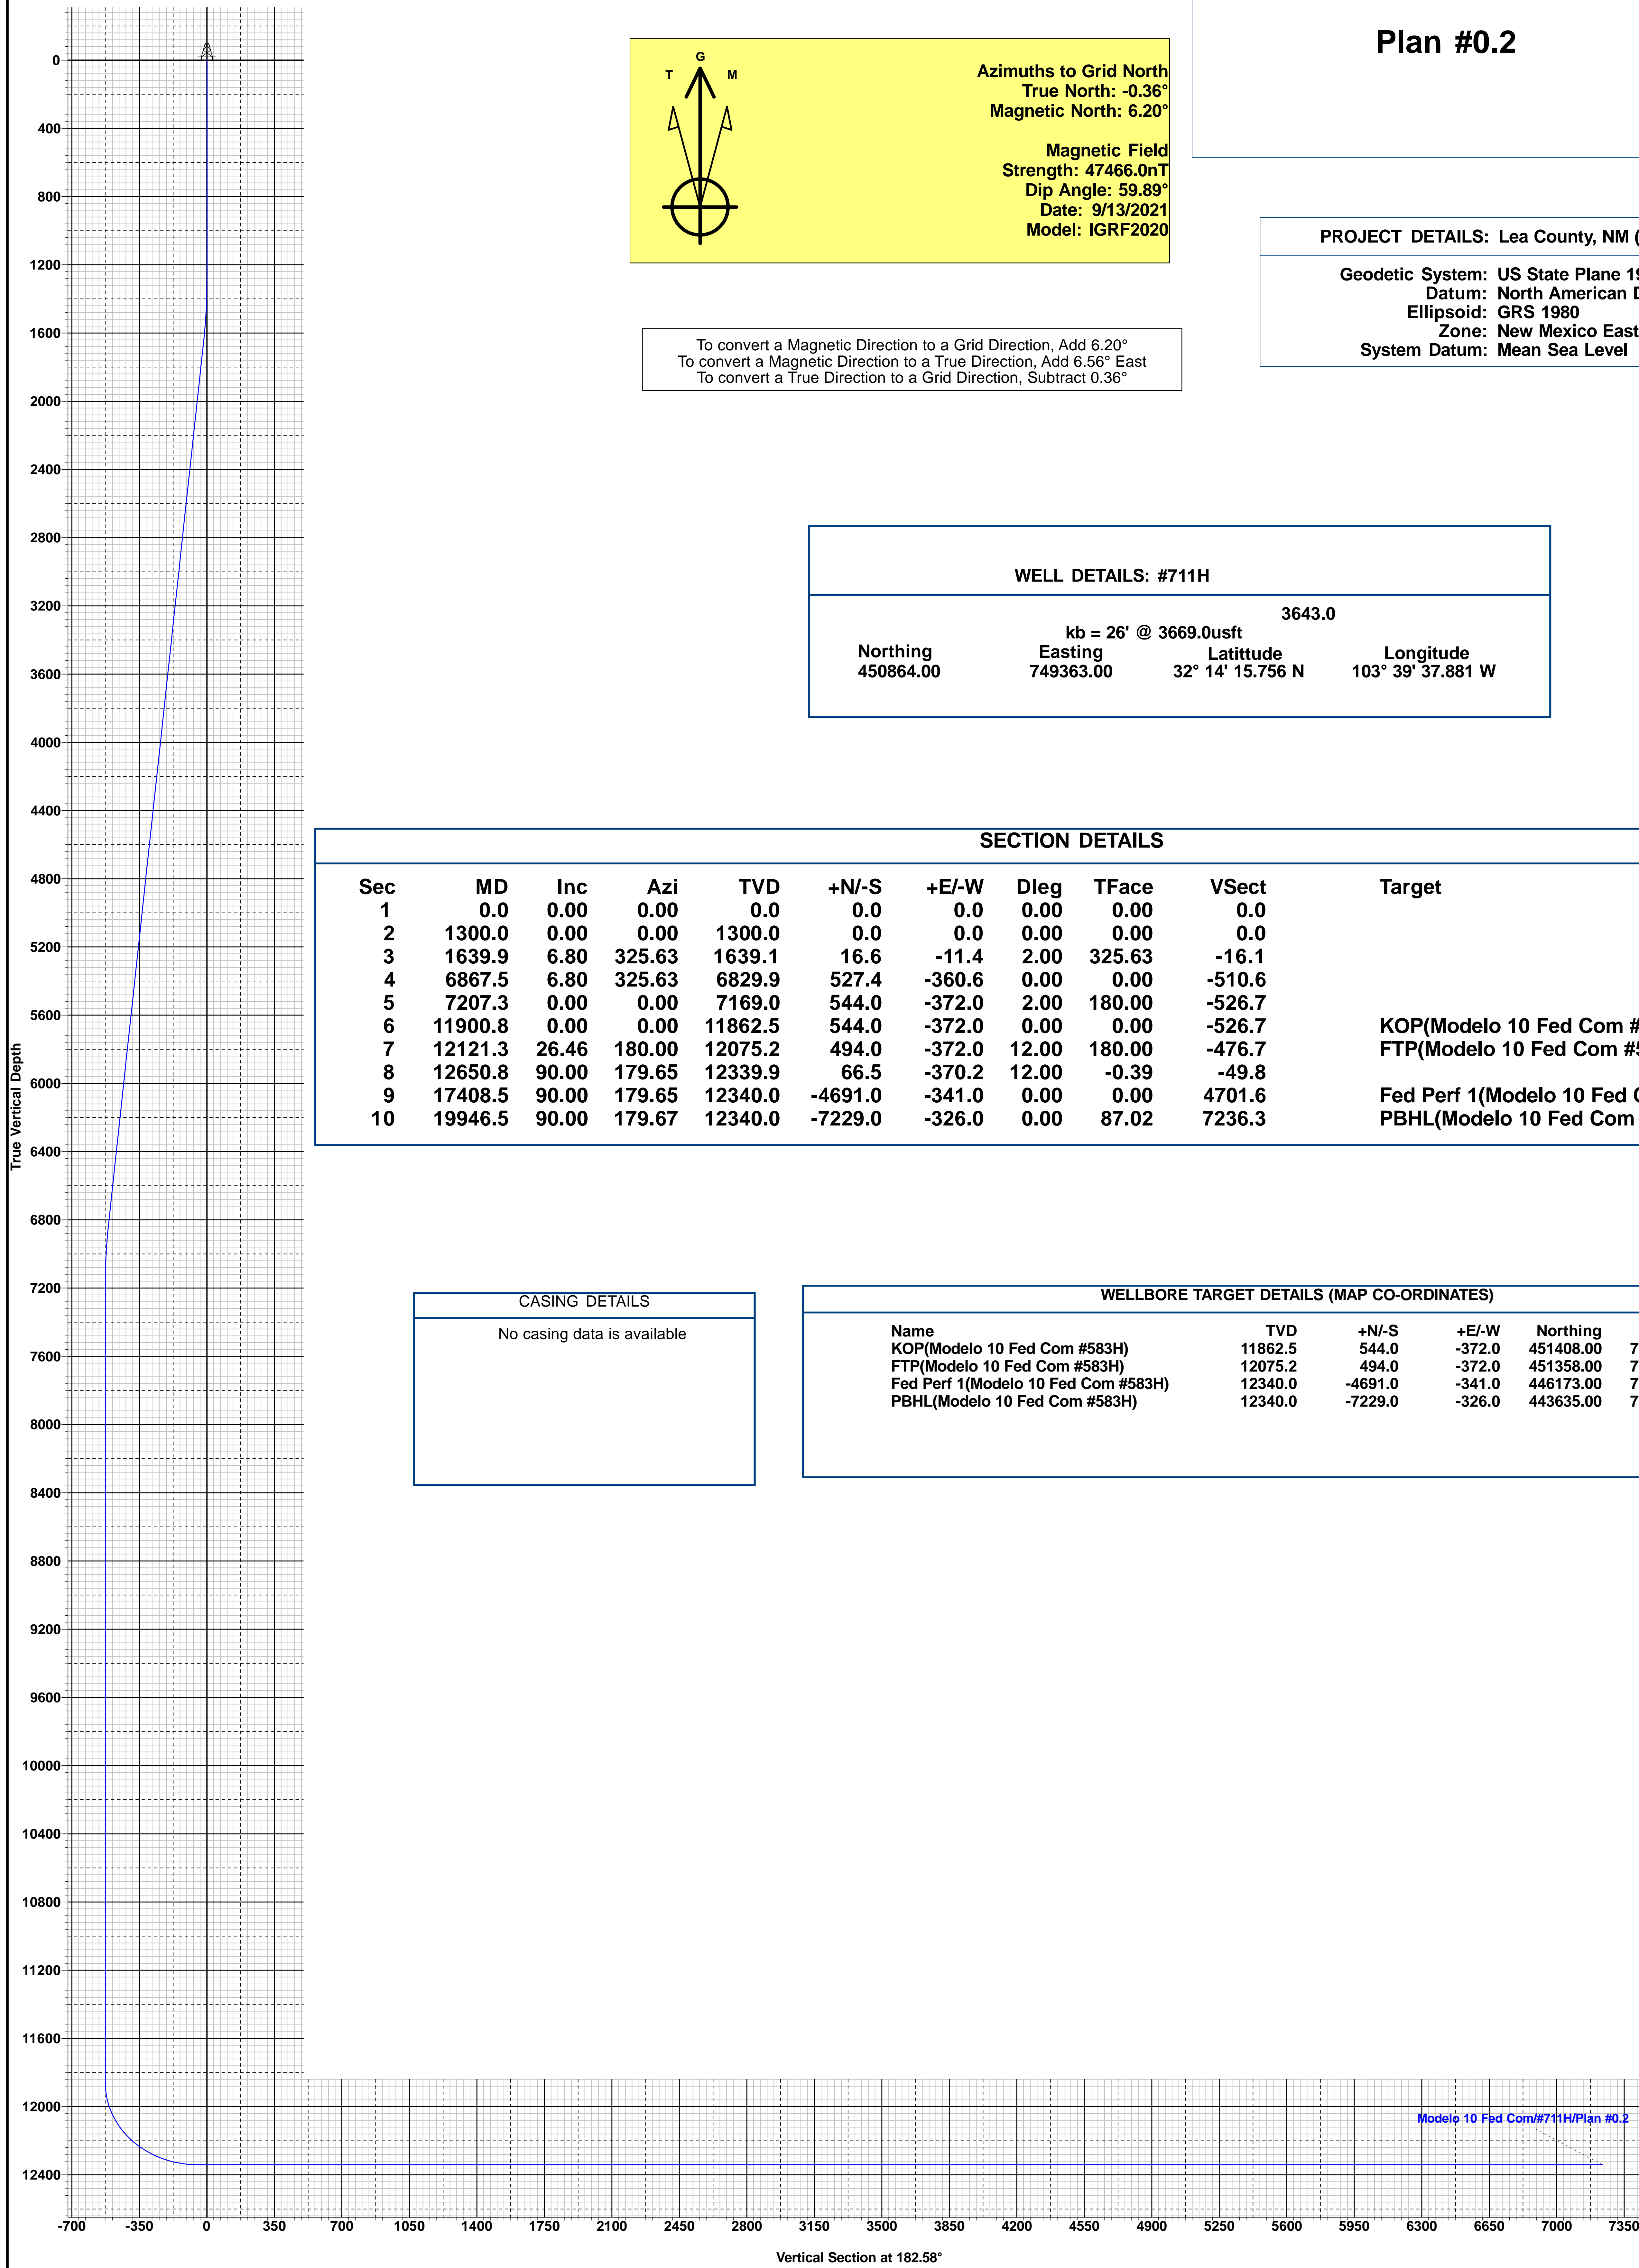 Plan #0.2
G
T M
Azimuths to Grid North
True North: -0.36°
Magnetic North: 6.20°
Magnetic Field
Strength: 47466.0nT
Dip Angle: 59.89°
Date: 9/13/2021
Model: IGRF2020
PROJECT DETAILS: Lea County, NM (
Geodetic System: US State Plane 19
Datum: North American D
Ellipsoid: GRS 1980
Zone: New Mexico East
System Datum: Mean Sea Level
To convert a Magnetic Direction to a Grid Direction, Add 6.20°
To convert a Magnetic Direction to a True Direction, Add 6.56° East
To convert a True Direction to a Grid Direction, Subtract 0.36°
WELL DETAILS: #711H
3643.0
kb = 26' @ 3669.0usft
Northing Easting Latittude Longitude
450864.00 749363.00 32° 14' 15.756 N 103° 39' 37.881 W
SECTION DETAILS
Sec MD Inc Azi TVD +N/-S +E/-W Dleg TFace VSect Target
1 0.0 0.00 0.00 0.0 0.0 0.0 0.00 0.00 0.0
2 1300.0 0.00 0.00 1300.0 0.0 0.0 0.00 0.00 0.0
3 1639.9 6.80 325.63 1639.1 16.6 -11.4 2.00 325.63 -16.1
4 6867.5 6.80 325.63 6829.9 527.4 -360.6 0.00 0.00 -510.6
5 7207.3 0.00 0.00 7169.0 544.0 -372.0 2.00 180.00 -526.7
6 11900.8 0.00 0.00 11862.5 544.0 -372.0 0.00 0.00 -526.7 KOP(Modelo 10 Fed Com #
7 12121.3 26.46 180.00 12075.2 494.0 -372.0 12.00 180.00 -476.7 FTP(Modelo 10 Fed Com #5
8 12650.8 90.00 179.65 12339.9 66.5 -370.2 12.00 -0.39 -49.8
9 17408.5 90.00 179.65 12340.0 -4691.0 -341.0 0.00 0.00 4701.6 Fed Perf 1(Modelo 10 Fed C
10 19946.5 90.00 179.67 12340.0 -7229.0 -326.0 0.00 87.02 7236.3 PBHL(Modelo 10 Fed Com
CASING DETAILS
No casing data is available
WELLBORE TARGET DETAILS (MAP CO-ORDINATES)
Name TVD +N/-S +E/-W Northing
KOP(Modelo 10 Fed Com #583H) 11862.5 544.0 -372.0 451408.00 7
FTP(Modelo 10 Fed Com #583H) 12075.2 494.0 -372.0 451358.00 7
Fed Perf 1(Modelo 10 Fed Com #583H) 12340.0 -4691.0 -341.0 446173.00 7
PBHL(Modelo 10 Fed Com #583H) 12340.0 -7229.0 -326.0 443635.00 7
True Vertical Depth
0
400
800
1200
1600
2000
2400
2800
3200
3600
4000
4400
4800
5200
5600
6000
6400
6800
7200
7600
8000
8400
8800
9200
9600
10000
10400
10800
11200
11600
12000
12400
Modelo 10 Fed Com/#711H/Plan #0.2
-700 -350 0 350 700 1050 1400 1750 2100 2450 2800 3150 3500 3850 4200 4550 4900 5250 5600 5950 6300 6650 7000 7350
Vertical Section at 182.58°